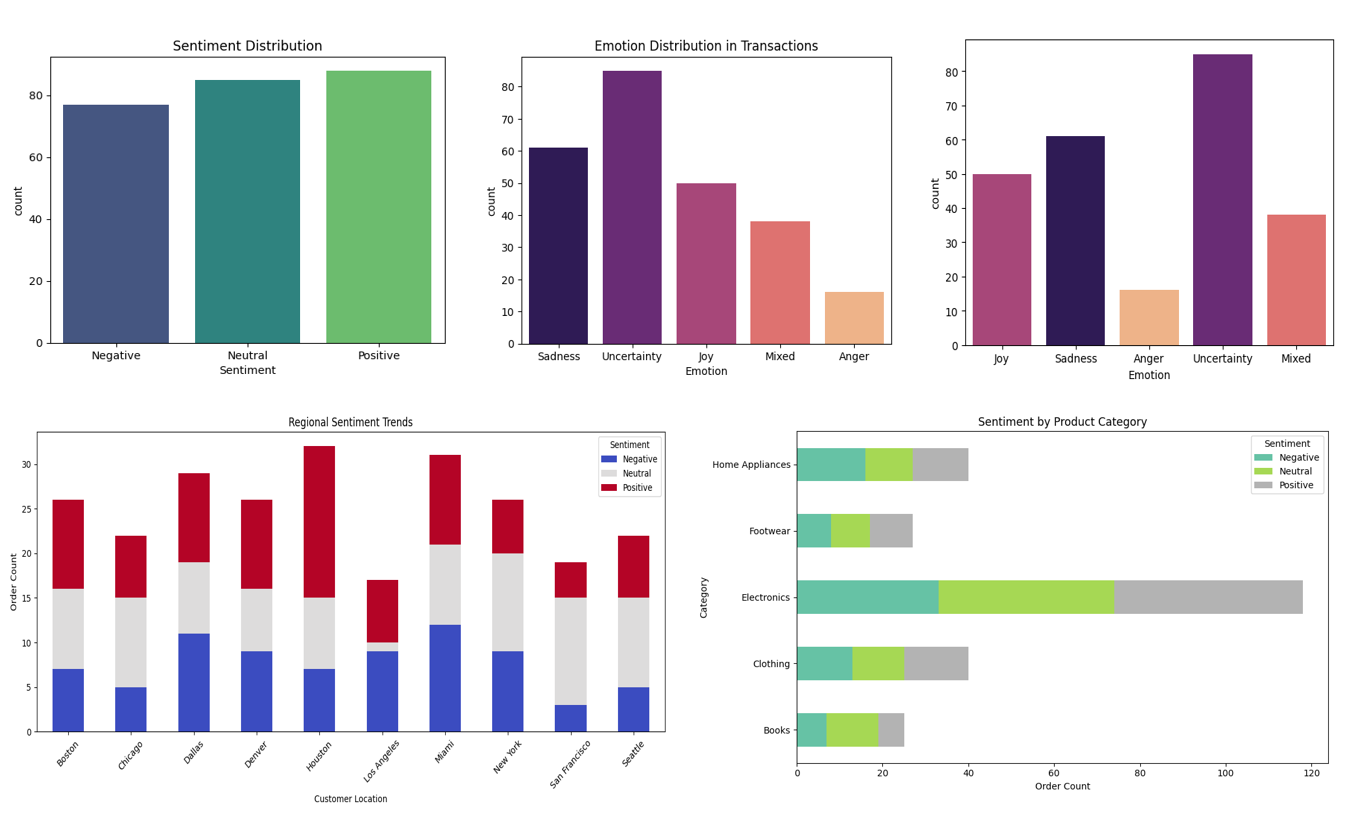 Sentiment Distribution
count
80
60
40
20
0
Negative Neutral Positive
Sentiment
Emotion Distribution in Transactions
count
80
70
60
50
40
30
20
10
0
Sadness Uncertainty Joy Mixed Anger
Emotion
count
80
70
60
50
40
30
20
10
0
Joy Sadness Anger Uncertainty Mixed
Emotion
Regional Sentiment Trends
Sentiment
Negative
Neutral
Positive
Order Count
30
25
20
15
10
5
0
Boston Chicago Dallas Denver Houston Los Angeles Miami New York San Francisco Seattle
Customer Location
Sentiment by Product Category
Sentiment
Negative
Neutral
Positive
Category
Home Appliances
Footwear
Electronics
Clothing
Books
0 20 40 60 80 100 120
Order Count